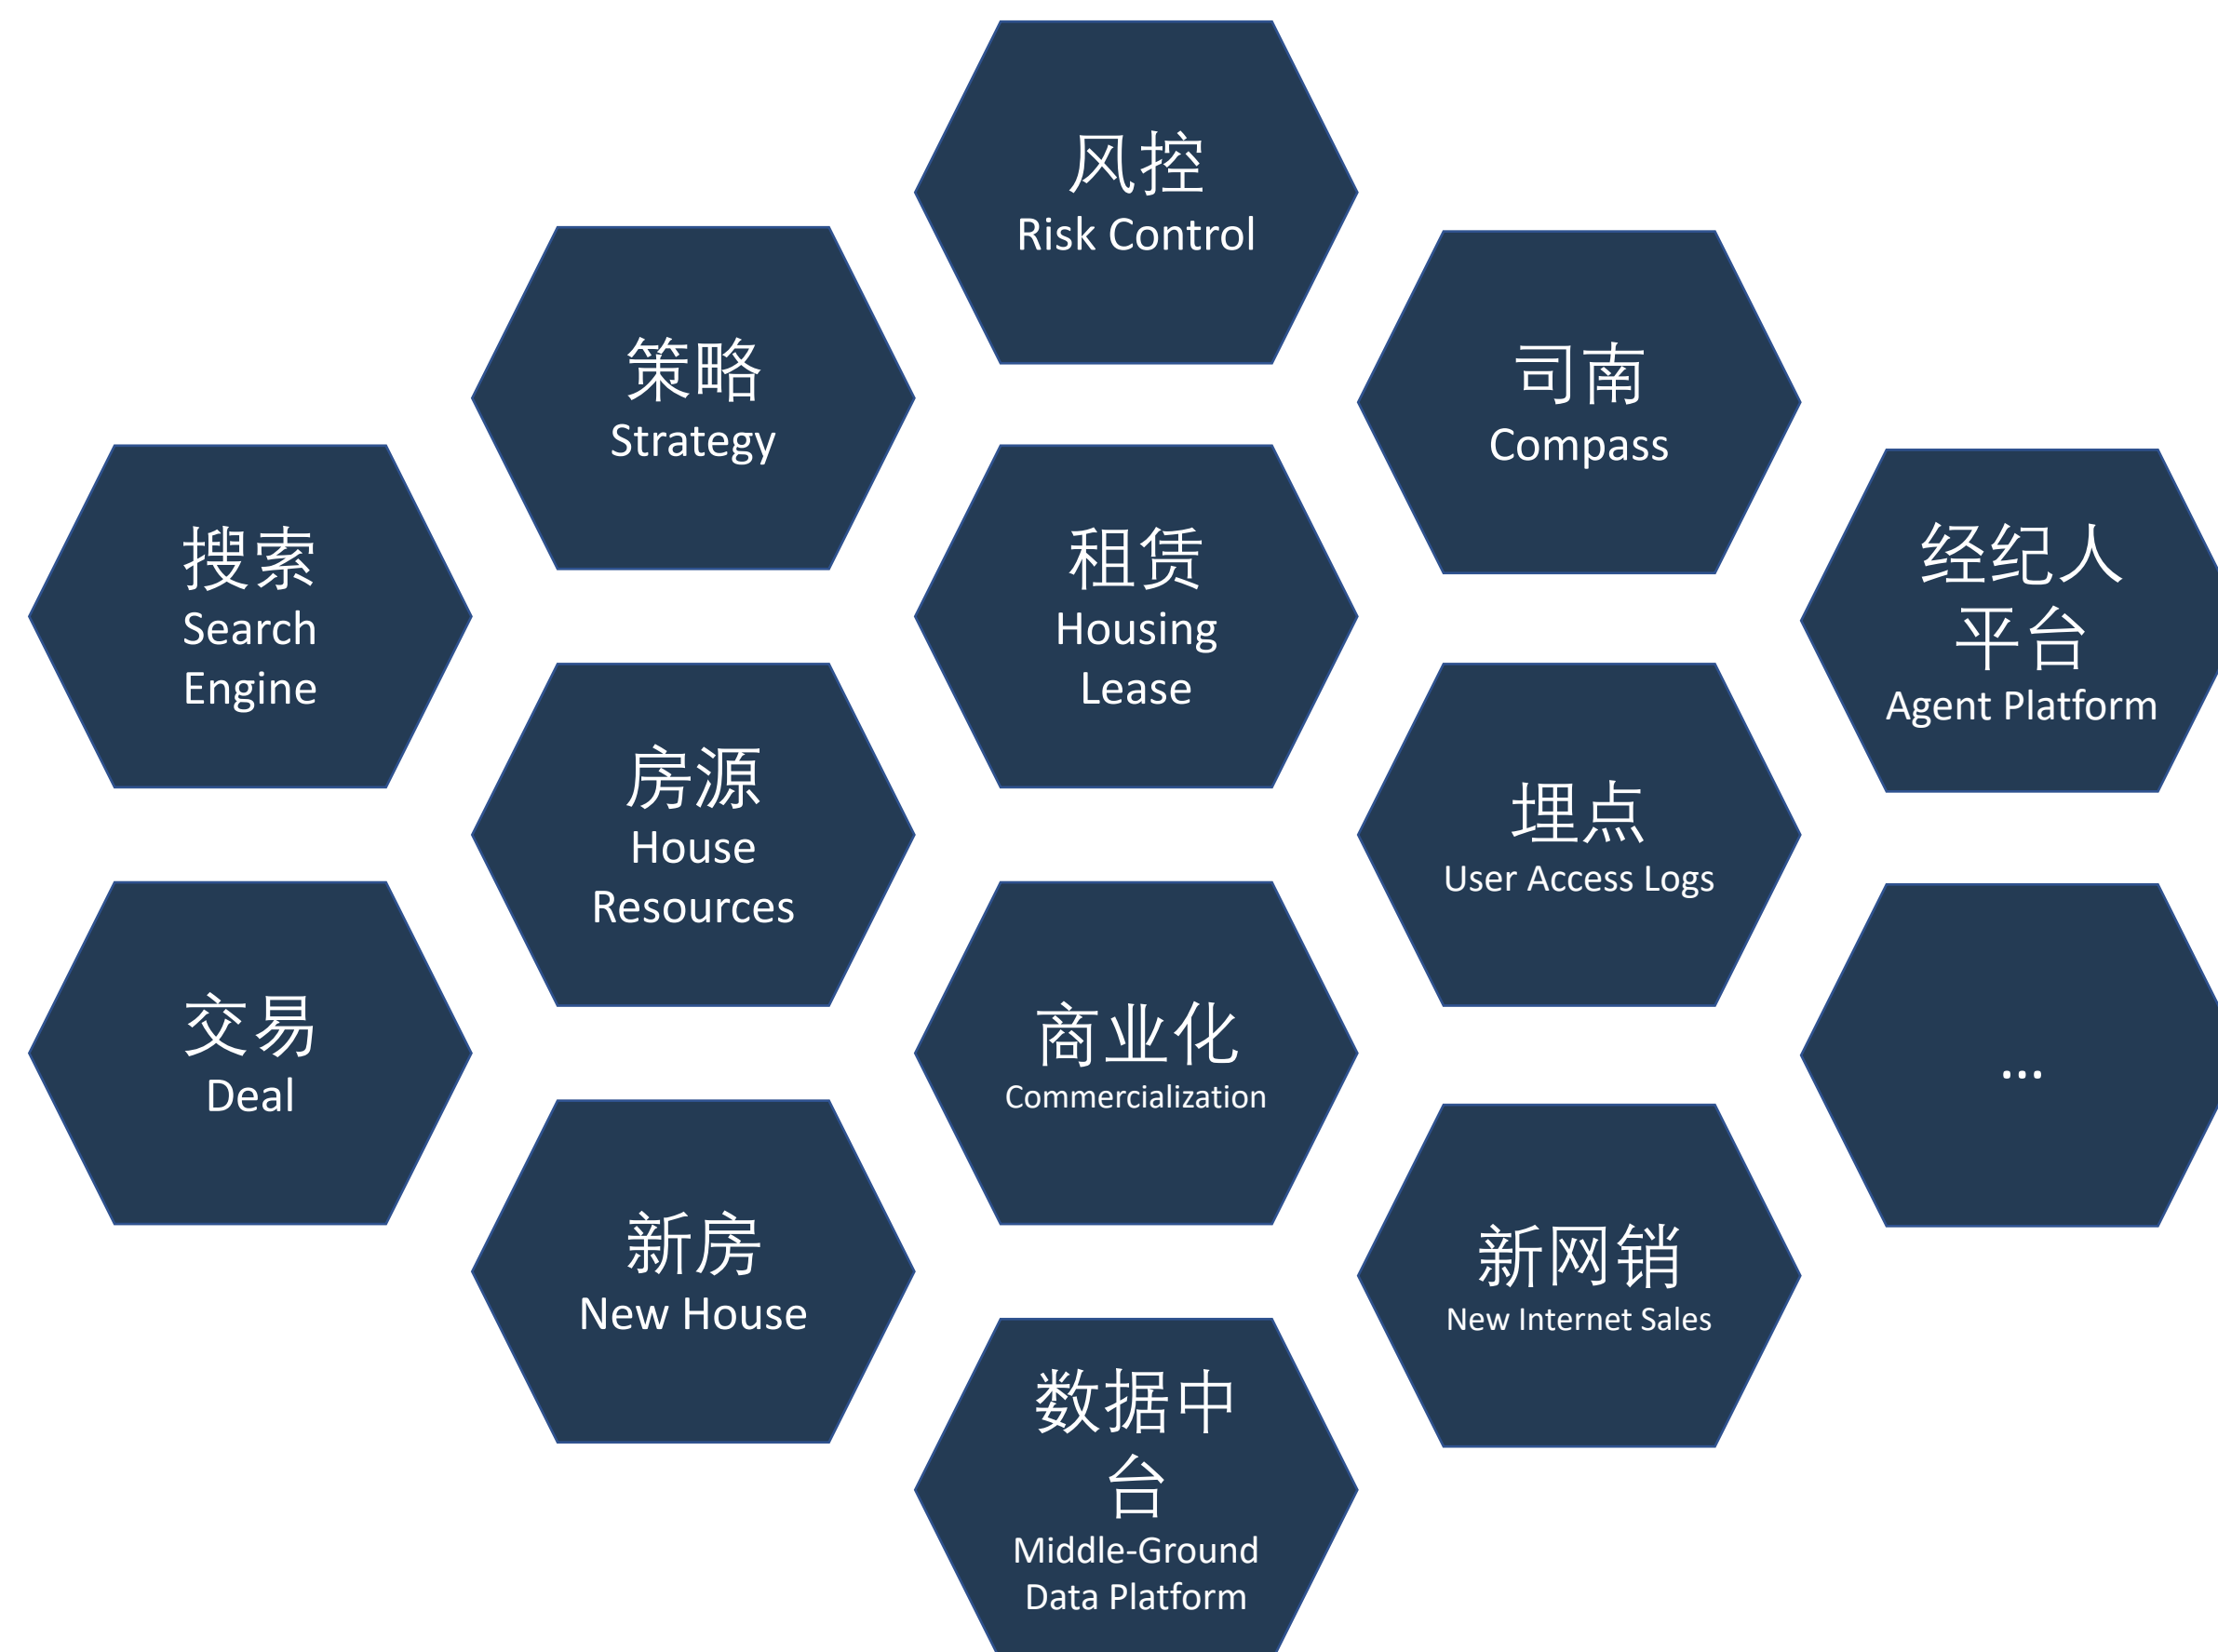 风控
Risk Control
策略
Strategy
司南
Compass
搜索
Search
Engine
租赁
Housing
Lease
经纪人
平台
Agent Platform
房源
House
Resources
埋点
User Access Logs
交易
Deal
商业化
Commercialization
...
新房
New House
新网销
New Internet Sales
数据中
台
Middle-Ground
Data Platform